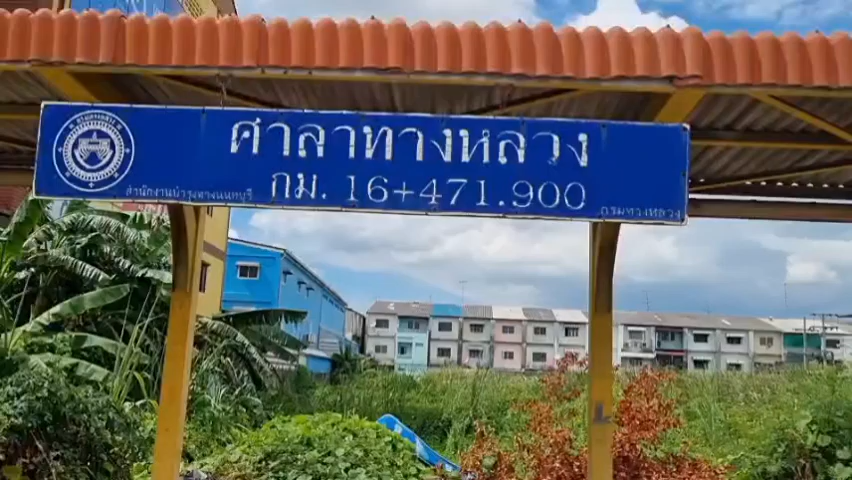 ศาลาทางหลวง
กม. 16+471.900
สำนักงานบำรุงทางนนทบุรี
กรมทางหลวง